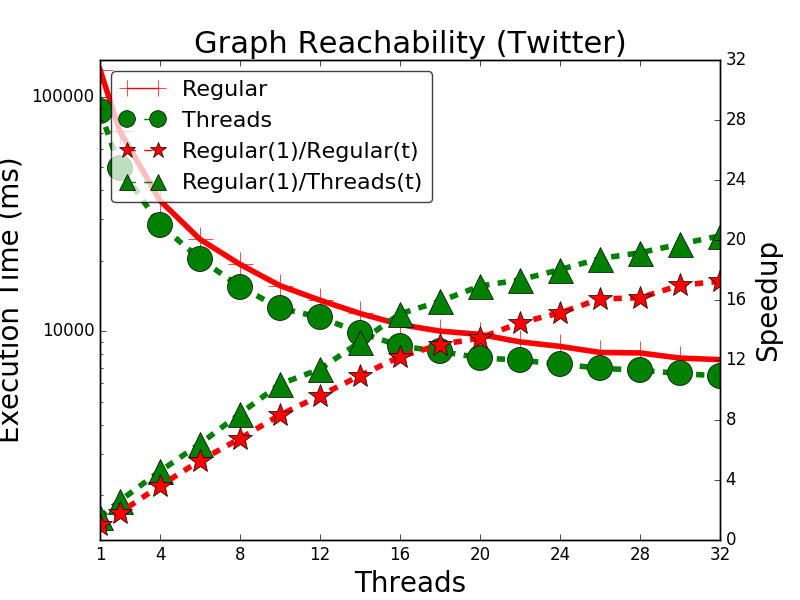 Graph Reachability (Twitter)
Regular
Threads
Regular(1)/Regular(t)
Regular(1)/Threads(t)
100000
10000
Execution Time (ms)
32
28
24
20
16
12
8
4
0
Speedup
1 4 8 12 16 20 24 28 32
Threads